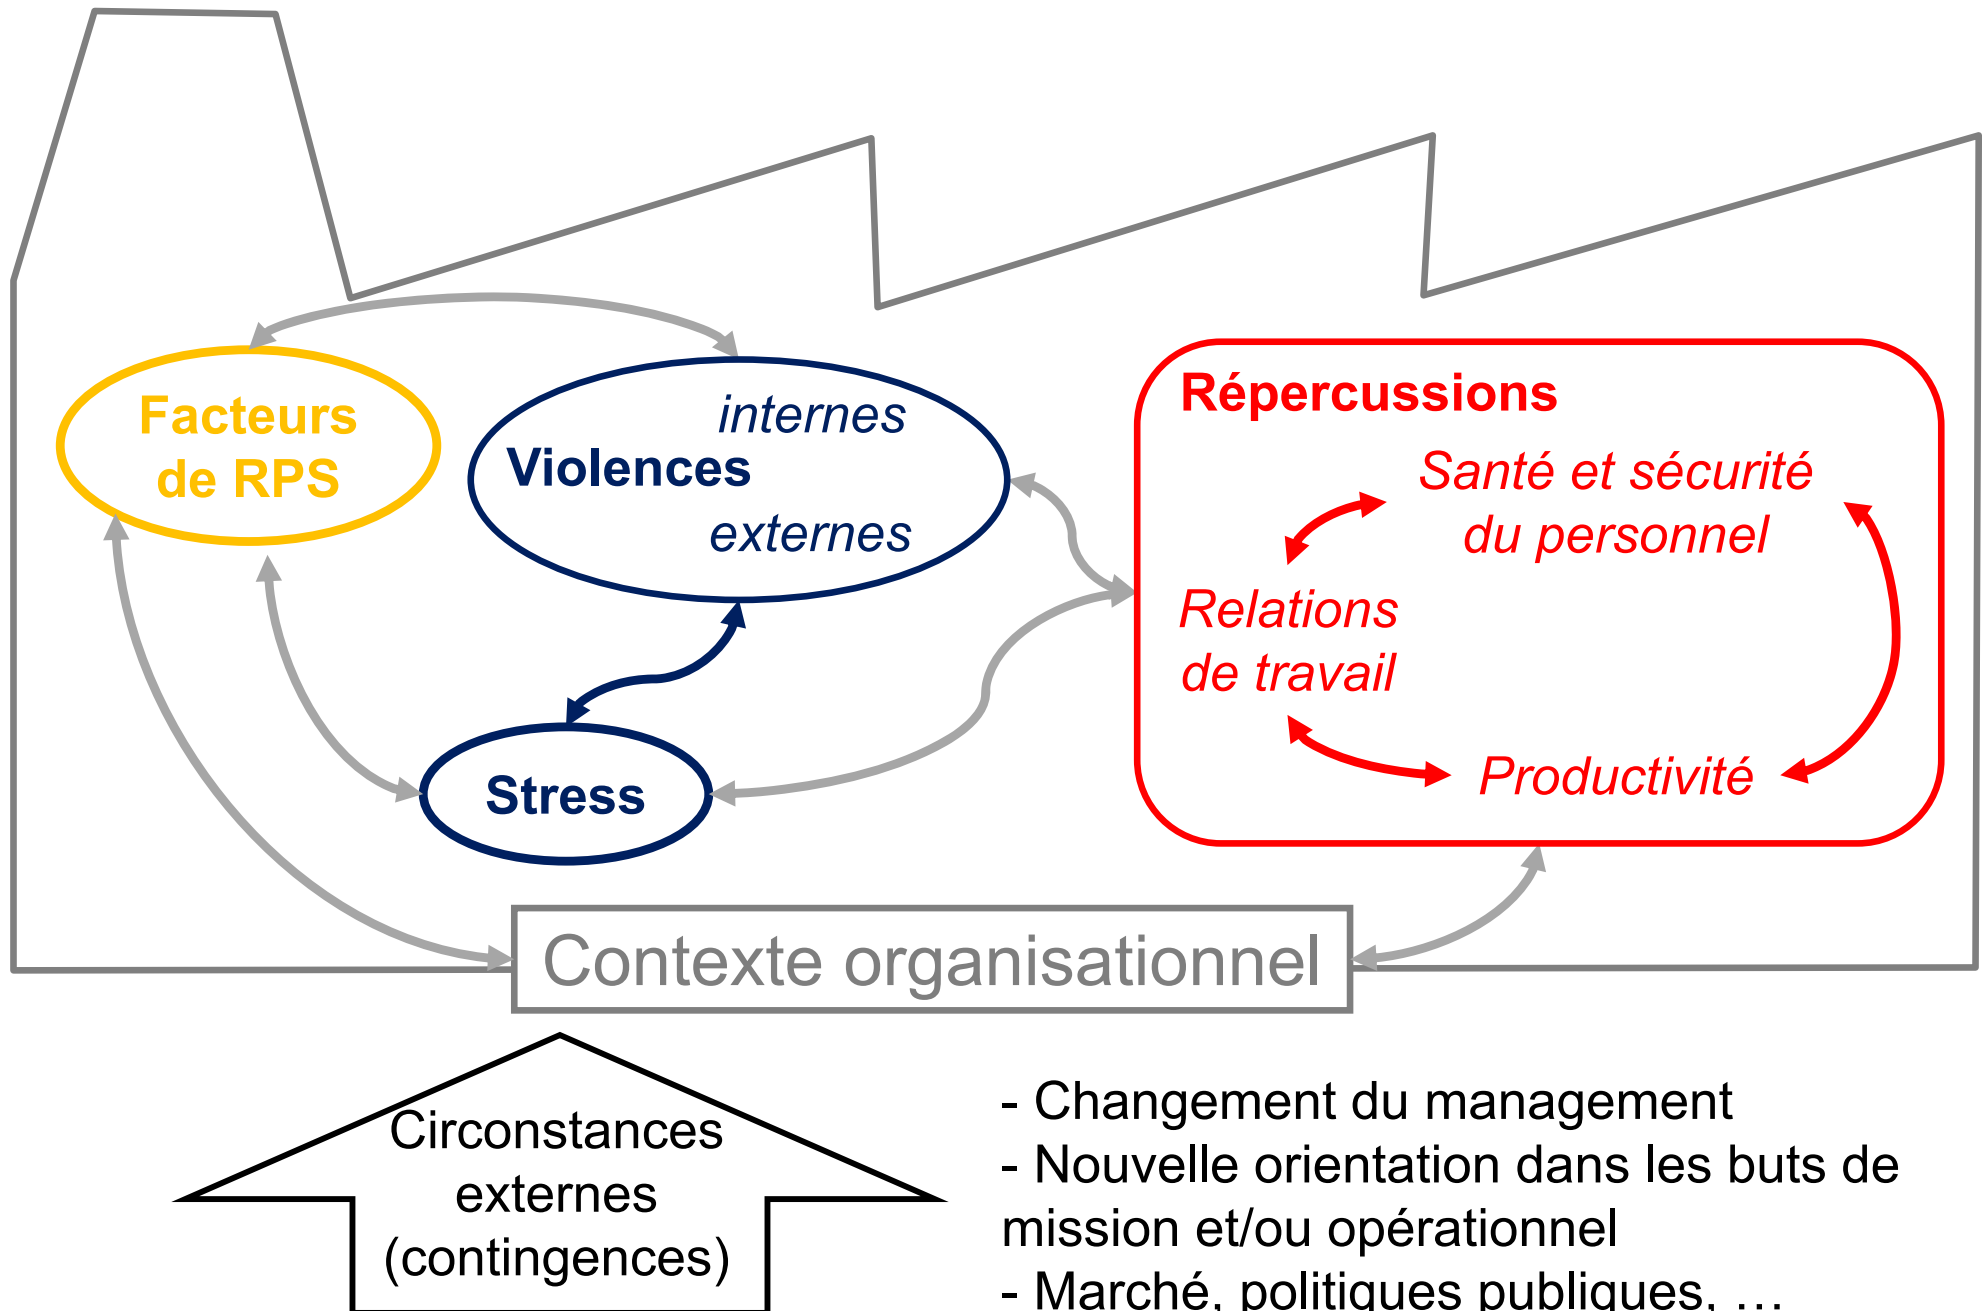 Facteurs
de RPS
internes
Violences
externes
Stress
Répercussions
Santé et sécurité
du personnel
Relations
de travail
Productivité
Contexte organisationnel
Circonstances
externes
(contingences)
- Changement du management
- Nouvelle orientation dans les buts de
mission et/ou opérationnel
- Marché, politiques publiques, …